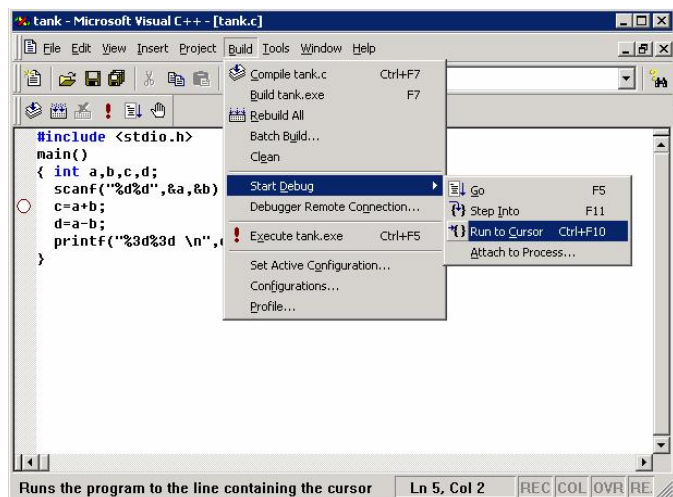 tank - Microsoft Visual C++ - [tank.c]
File Edit View Insert Project Build Tools Window Help
Compile tank.c Ctrl+F7
Build tank.exe F7
Rebuild All
Batch Build...
Clean
Start Debug
Debugger Remote Connection...
Execute tank.exe Ctrl+F5
Set Active Configuration...
Configurations...
Profile...
Go F5
Step Into F11
Run to Cursor Ctrl+F10
Attach to Process...
#include <stdio.h>
main()
{ int a,b,c,d;
scanf("%d%d",&a,&b)
c=a+b;
d=a-b;
printf("%3d%3d \n",
}
Runs the program to the line containing the cursor Ln 5, Col 2 REC COL OVR RE